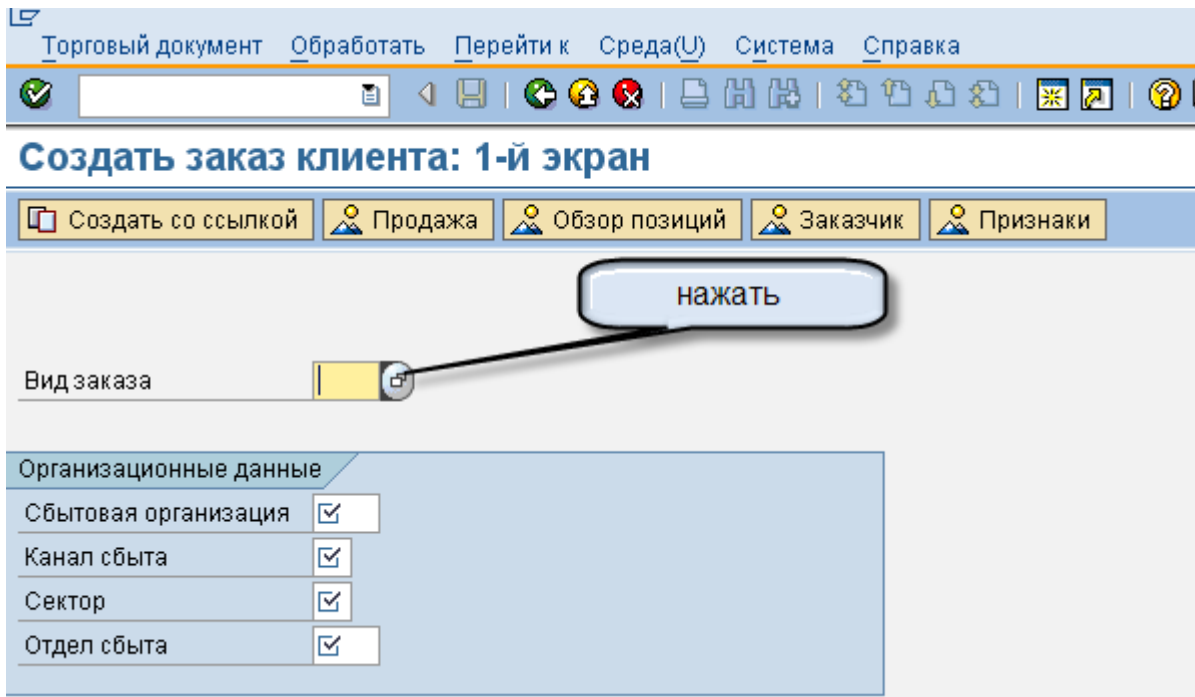 Торговый документ Обработать Перейти к Среда(U) Система Справка
Создать заказ клиента: 1-й экран
Создать со ссылкой Продажа Обзор позиций Заказчик Признаки
нажать
Вид заказа
Организационные данные
Сбытовая организация
Канал сбыта
Сектор
Отдел сбыта